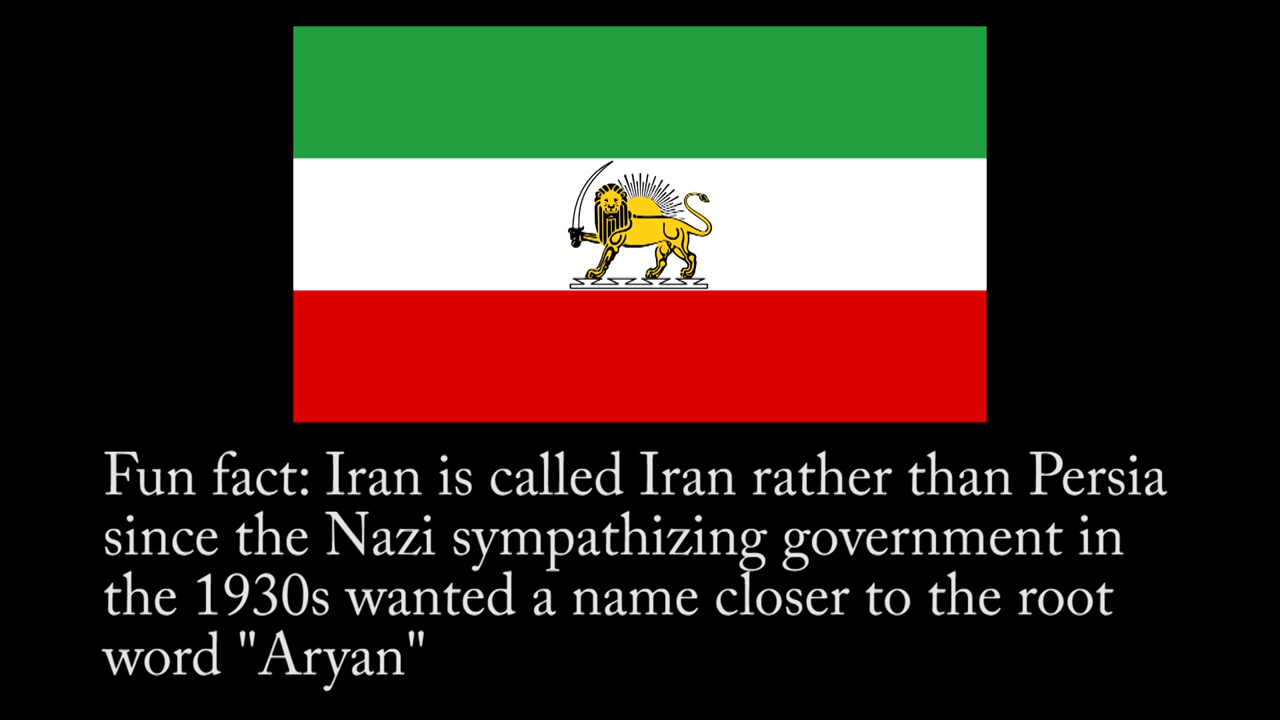 Fun fact: Iran is called Iran rather than Persia
since the Nazi sympathizing government in
the 1930s wanted a name closer to the root
word "Aryan"